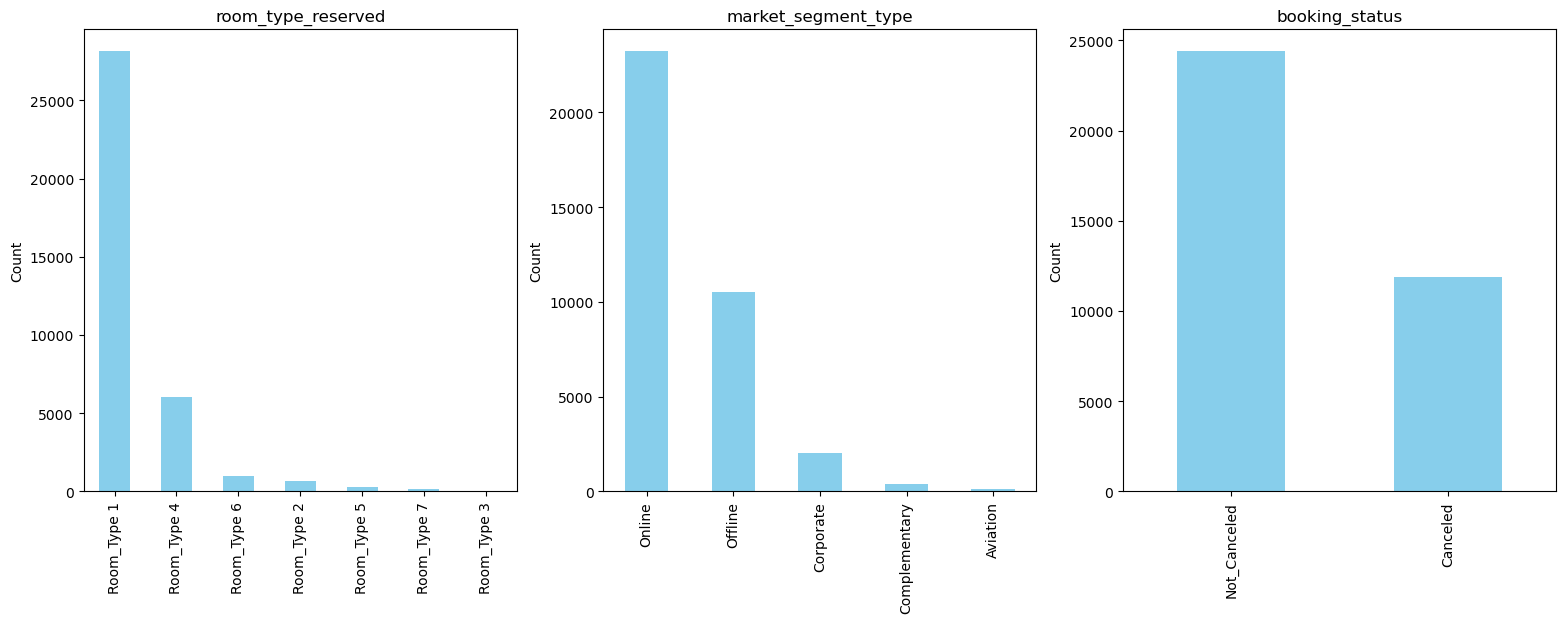 room_type_reserved
Count
25000
20000
15000
10000
5000
0
Room_Type 1
Room_Type 4
Room_Type 6
Room_Type 2
Room_Type 5
Room_Type 7
Room_Type 3
market_segment_type
Count
20000
15000
10000
5000
0
Online
Offline
Corporate
Complementary
Aviation
booking_status
Count
25000
20000
15000
10000
5000
0
Not_Canceled
Canceled